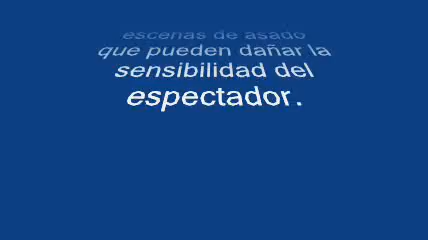 escenas de asado
que pueden dañar la
sensibilidad del
espectador.